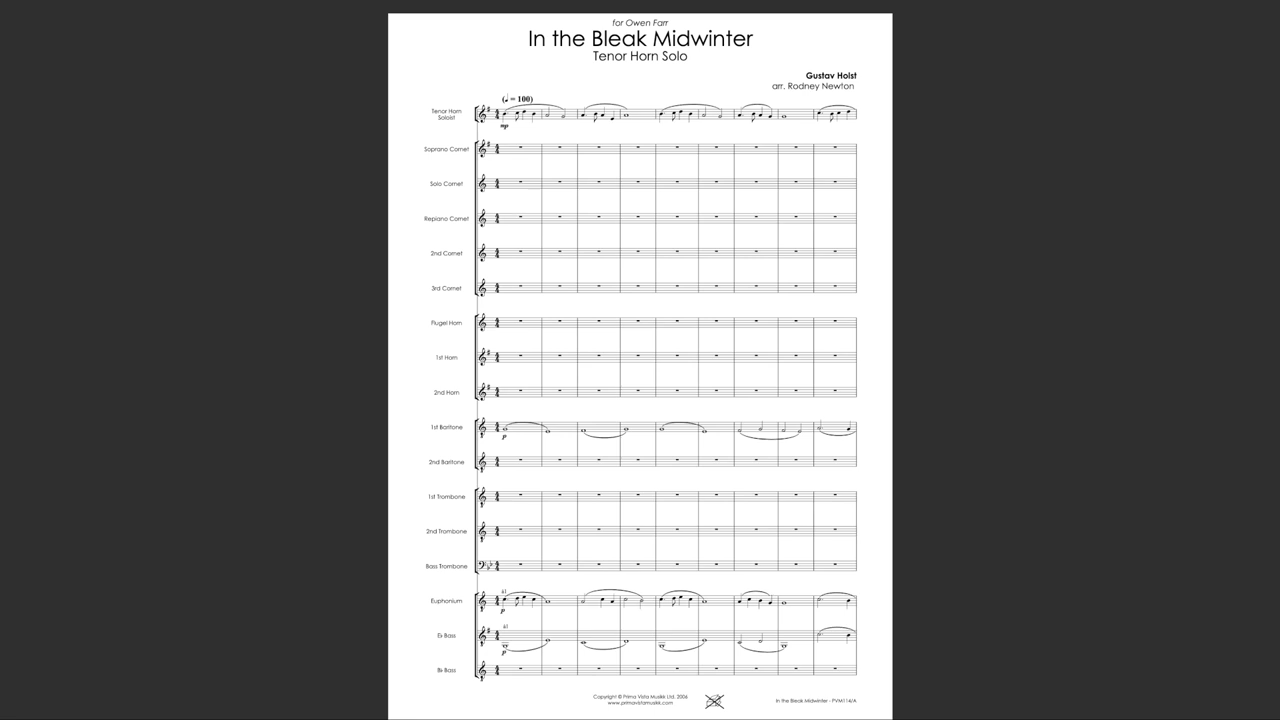 for Owen Farr
In the Bleak Midwinter
Tenor Horn Solo
Gustav Holst
arr. Rodney Newton
(♩ = 100)
Tenor Horn
Soloist
mp
Soprano Cornet
Solo Cornet
Repiano Cornet
2nd Cornet
3rd Cornet
Flugel Horn
1st Horn
2nd Horn
1st Baritone
p
2nd Baritone
1st Trombone
2nd Trombone
Bass Trombone
a1
Euphonium
p
a1
E♭ Bass
p
B♭ Bass
Copyright © Prima Vista Musikk Ltd. 2006
www.primavistamusikk.com
In the Bleak Midwinter - PVM114/A